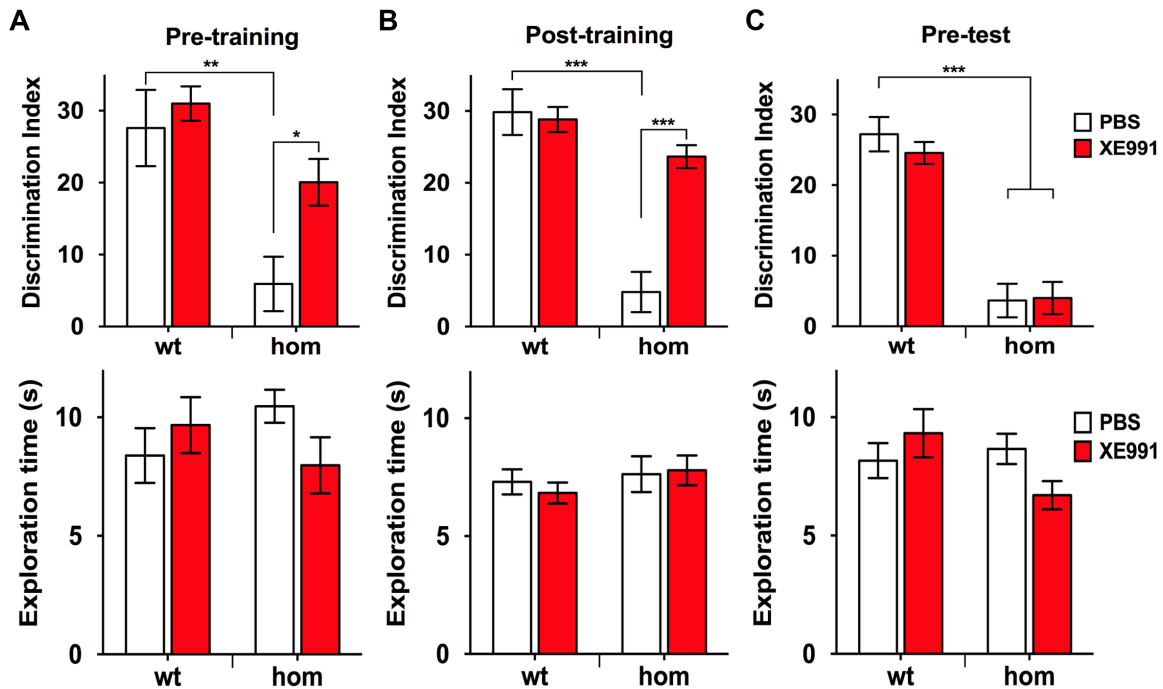 A
B
C
Pre-training
Post-training
Pre-test
Discrimination Index
30
20
10
0
**
*
wt
hom
Discrimination Index
30
20
10
0
***
***
wt
hom
Discrimination Index
30
20
10
0
***
wt
hom
PBS
XE991
Exploration time (s)
10
5
0
wt
hom
Exploration time (s)
10
5
0
wt
hom
Exploration time (s)
10
5
0
wt
hom
PBS
XE991